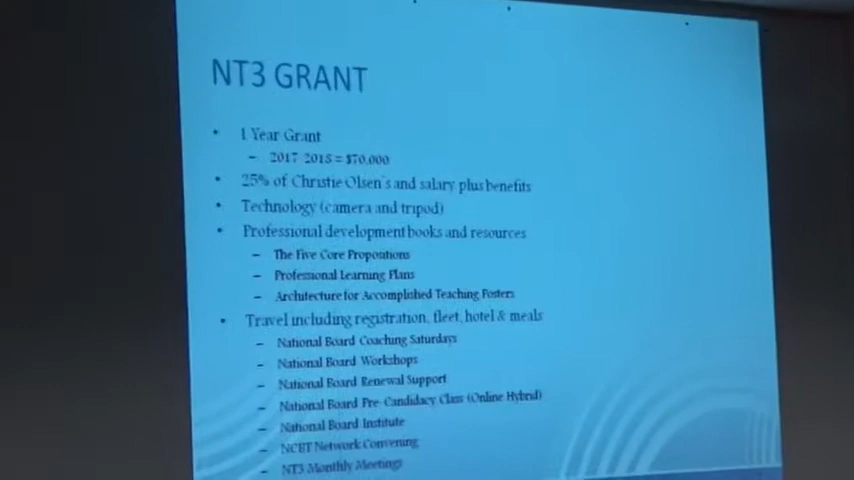 NT3 GRANT
• 1 Year Grant
– 2017-2018 = $70,000
• 25% of Christie Olsen's and salary plus benefits
• Technology (camera and tripod)
• Professional development books and resources
– The Five Core Propositions
– Professional Learning Plans
– Architecture for Accomplished Teaching Posters
• Travel including registration, fleet, hotel & meals
– National Board Coaching Saturdays
– National Board Workshops
– National Board Renewal Support
– National Board Pre-Candidacy Class (Online Hybrid)
– National Board Institute
– NCBT Network Convening
– NT3 Monthly Meetings